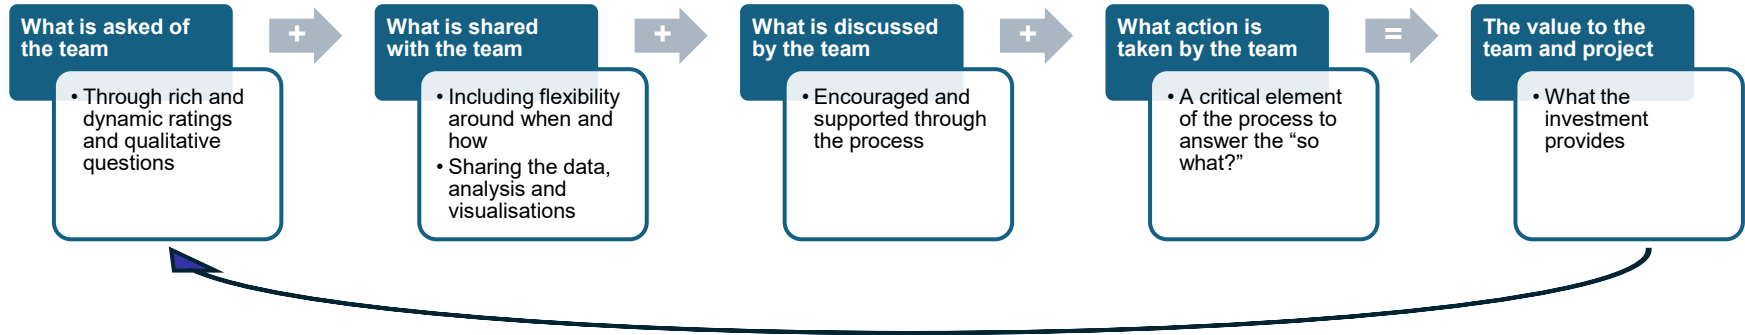 What is asked of
the team
• Through rich and
dynamic ratings
and qualitative
questions
+
What is shared
with the team
• Including flexibility
around when and
how
• Sharing the data,
analysis and
visualisations
+
What is discussed
by the team
• Encouraged and
supported through
the process
+
What action is
taken by the team
• A critical element
of the process to
answer the “so
what?”
=
The value to the
team and project
• What the
investment
provides